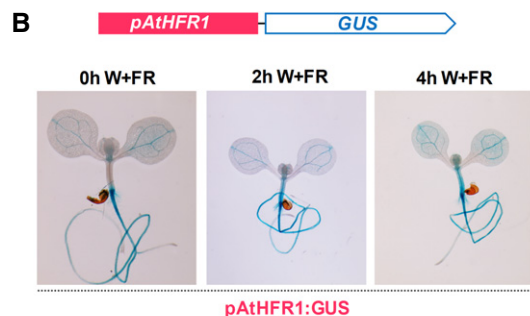 B
pAtHFR1 GUS
0h W+FR 2h W+FR 4h W+FR
pAtHFR1:GUS